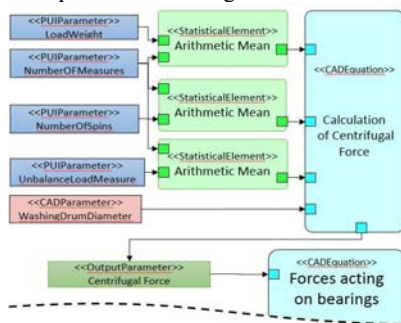 <<PUIParameter>>
LoadWeight
<<PUIParameter>>
NumberOFMeasures
<<PUIParameter>>
NumberOfSpins
<<PUIParameter>>
UnbalanceLoadMeasure
<<CADParameter>>
WashingDrumDiameter
<<StatisticalElement>>
Arithmetic Mean
<<StatisticalElement>>
Arithmetic Mean
<<StatisticalElement>>
Arithmetic Mean
<<CADEquation>>
Calculation
of Centrifugal
Force
<<OutputParameter>>
Centrifugal Force
<<CADEquation>>
Forces acting
on bearings